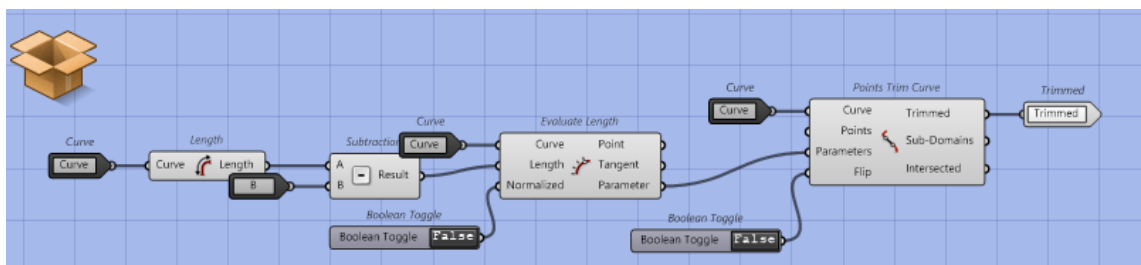 Curve
Curve
Length
Curve
Length
B
Subtraction
A
B
Result
Curve
Curve
Evaluate Length
Curve
Length
Normalized
Point
Tangent
Parameter
Boolean Toggle
Boolean Toggle
False
Curve
Curve
Points Trim Curve
Curve
Points
Parameters
Flip
Trimmed
Sub-Domains
Intersected
Boolean Toggle
Boolean Toggle
False
Trimmed
Trimmed